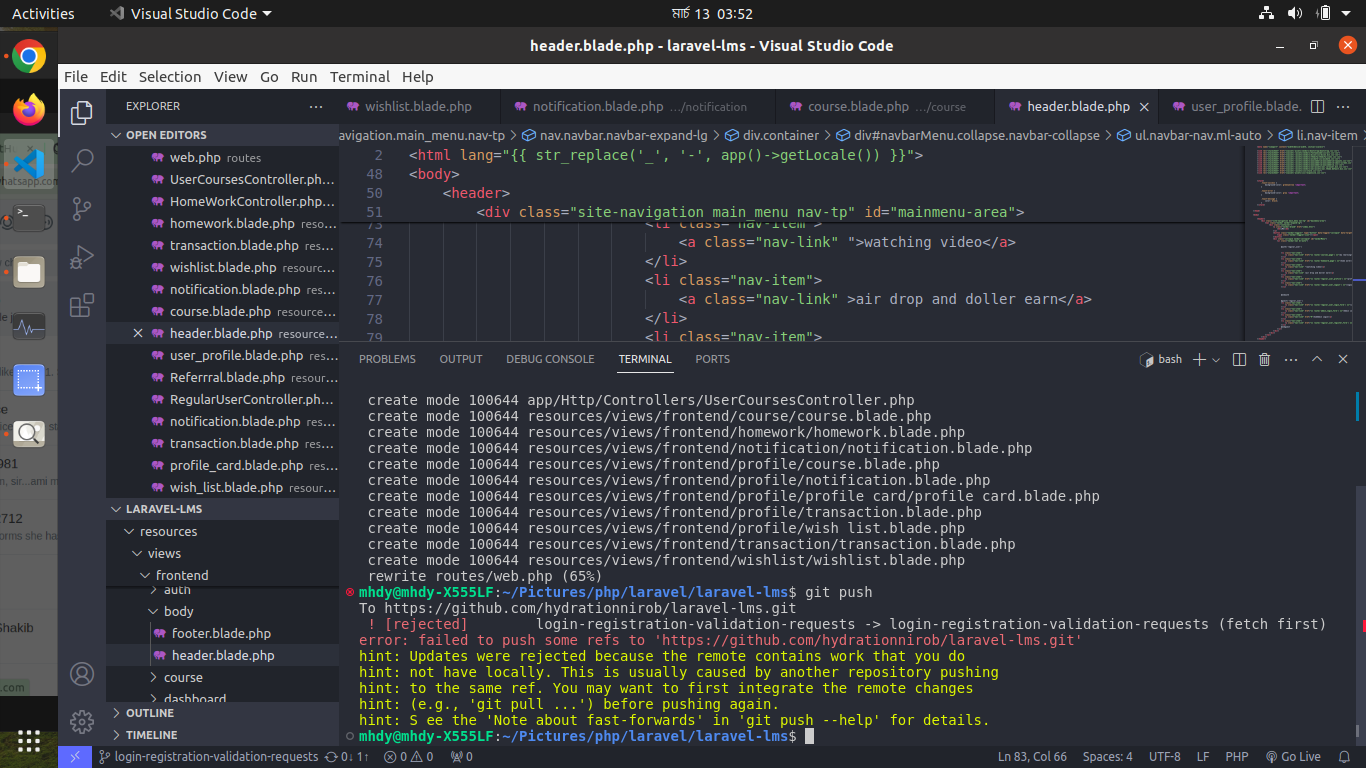 Activities
Visual Studio Code
মার্চ 13 03:52
header.blade.php - laravel-lms - Visual Studio Code
File Edit Selection View Go Run Terminal Help
EXPLORER
wishlist.blade.php
notification.blade.php .../notification
course.blade.php .../course
header.blade.php
user_profile.blade.
OPEN EDITORS
web.php routes
UserCoursesController.ph...
HomeWorkController.php...
homework.blade.php reso...
transaction.blade.php res...
wishlist.blade.php resourc...
notification.blade.php res...
course.blade.php resource...
header.blade.php resource...
user_profile.blade.php res...
Referrral.blade.php resour...
RegularUserController.ph...
notification.blade.php res...
transaction.blade.php res...
profile_card.blade.php res...
wish_list.blade.php resour...
LARAVEL-LMS
resources
views
frontend
auth
body
footer.blade.php
header.blade.php
course
dashboard
OUTLINE
TIMELINE
avigation.main_menu.nav-tp > nav.navbar.navbar-expand-lg > div.container > div#navbarMenu.collapse.navbar-collapse > ul.navbar-nav.ml-auto > li.nav-item >
2 <html lang="{{ str_replace('_', '-', app()->getLocale()) }}">
48 <body>
50 <header>
51 <div class="site-navigation main_menu nav-tp" id="mainmenu-area">
73 <li class="nav-item">
74 <a class="nav-link" ">watching video</a>
75 </li>
76 <li class="nav-item">
77 <a class="nav-link" >air drop and doller earn</a>
78 </li>
79 <li class="nav-item">
PROBLEMS OUTPUT DEBUG CONSOLE TERMINAL PORTS
bash
create mode 100644 app/Http/Controllers/UserCoursesController.php
create mode 100644 resources/views/frontend/course/course.blade.php
create mode 100644 resources/views/frontend/homework/homework.blade.php
create mode 100644 resources/views/frontend/notification/notification.blade.php
create mode 100644 resources/views/frontend/profile/course.blade.php
create mode 100644 resources/views/frontend/profile/notification.blade.php
create mode 100644 resources/views/frontend/profile/profile card/profile card.blade.php
create mode 100644 resources/views/frontend/profile/transaction.blade.php
create mode 100644 resources/views/frontend/profile/wish list.blade.php
create mode 100644 resources/views/frontend/transaction/transaction.blade.php
create mode 100644 resources/views/frontend/wishlist/wishlist.blade.php
rewrite routes/web.php (65%)
mhdy@mhdy-X555LF:~/Pictures/php/laravel/laravel-lms$ git push
To https://github.com/hydrationnirob/laravel-lms.git
! [rejected] login-registration-validation-requests -> login-registration-validation-requests (fetch first)
error: failed to push some refs to 'https://github.com/hydrationnirob/laravel-lms.git'
hint: Updates were rejected because the remote contains work that you do
hint: not have locally. This is usually caused by another repository pushing
hint: to the same ref. You may want to first integrate the remote changes
hint: (e.g., 'git pull ...') before pushing again.
hint: S ee the 'Note about fast-forwards' in 'git push --help' for details.
mhdy@mhdy-X555LF:~/Pictures/php/laravel/laravel-lms$
login-registration-validation-requests 0↓ 1↑ 0 0 0
Ln 83, Col 66 Spaces: 4 UTF-8 LF PHP Go Live